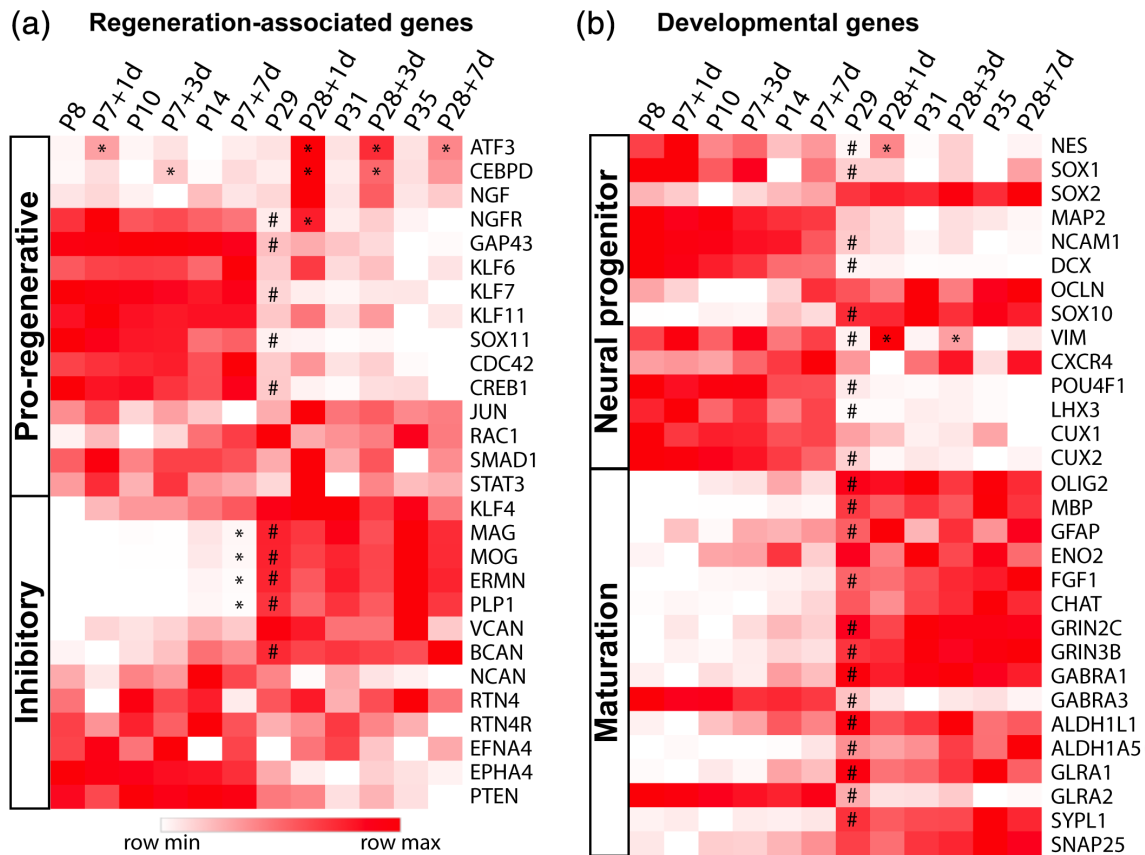 (a) Regeneration-associated genes
P8 P7+1d P10 P7+3d P14 P7+7d P29 P28+1d P31 P28+3d P35 P28+7d
Pro-regenerative
* * * * ATF3
* * * CEBPD
NGF
# * NGFR
# GAP43
KLF6
# KLF7
KLF11
# SOX11
CDC42
# CREB1
JUN
RAC1
SMAD1
STAT3
Inhibitory
KLF4
* # MAG
* # MOG
* # ERMN
* # PLP1
VCAN
# BCAN
NCAN
RTN4
RTN4R
EFNA4
EPHA4
PTEN
row min row max
(b) Developmental genes
P8 P7+1d P10 P7+3d P14 P7+7d P29 P28+1d P31 P28+3d P35 P28+7d
Neural progenitor
# * NES
# SOX1
SOX2
MAP2
# NCAM1
# DCX
OCLN
# SOX10
# * * VIM
CXCR4
# POU4F1
# LHX3
CUX1
# CUX2
Maturation
# OLIG2
# MBP
# GFAP
ENO2
# FGF1
CHAT
# GRIN2C
# GRIN3B
# GABRA1
# GABRA3
# ALDH1L1
# ALDH1A5
# GLRA1
# GLRA2
# SYPL1
SNAP25